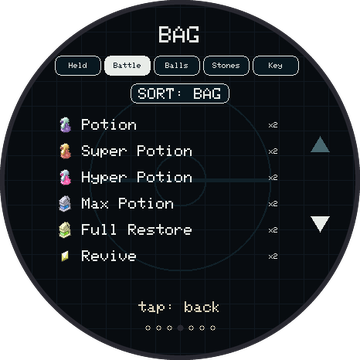 BAG
Held Battle Balls Stones Key
SORT: BAG
Potion x2
Super Potion x2
Hyper Potion x2
Max Potion x2
Full Restore x2
Revive x2
tap: back